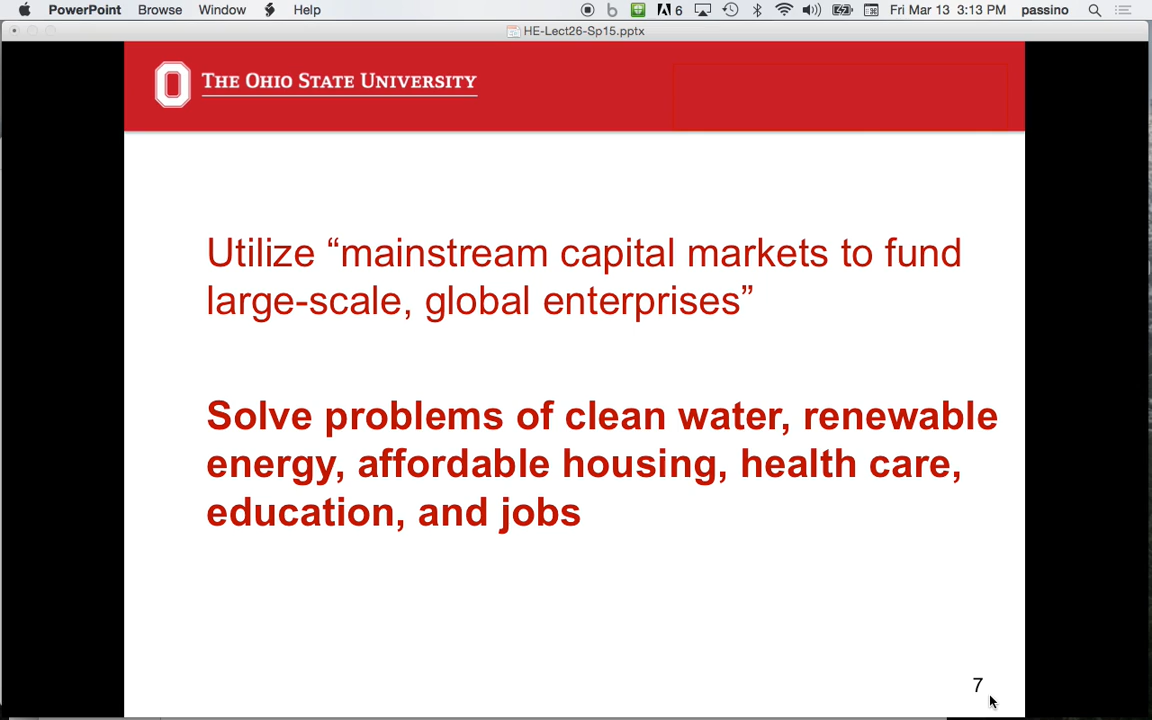 PowerPoint Browse Window Help 6 Fri Mar 13 3:13 PM passino
HE-Lect26-Sp15.pptx
THE OHIO STATE UNIVERSITY
Utilize “mainstream capital markets to fund
large-scale, global enterprises”
Solve problems of clean water, renewable
energy, affordable housing, health care,
education, and jobs
7